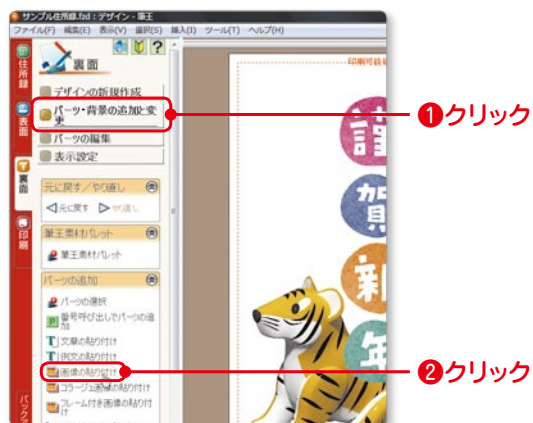 サンプル住所録.fzd:デザイン - 筆王
ファイル(F) 編集(E) 表示(V) 選択(S) 挿入(I) ツール(T) ヘルプ(H)
住所録
表面
裏面
印刷
裏面
デザインの新規作成
パーツ・背景の追加と変
更
パーツの編集
表示設定
元に戻す/やり直し
元に戻す やり直し
筆王素材パレット
筆王素材パレット
パーツの追加
パーツの選択
番号呼び出しでパーツの追
加
文章の貼り付け
例文の貼り付け
画像の貼り付け
コラージュ画像の貼り付け
フレーム付き画像の貼り付
け
バックア
印刷可能
謹
賀
新
年
❶クリック
❷クリック